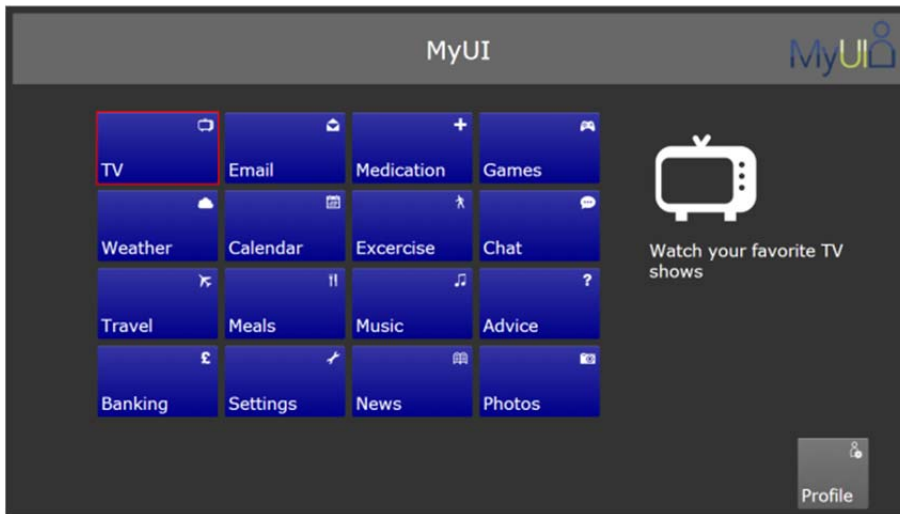 MyUI
MyUI
TV
Email
Medication
Games
Weather
Calendar
Excercise
Chat
Watch your favorite TV
shows
Travel
Meals
Music
Advice
Banking
Settings
News
Photos
Profile